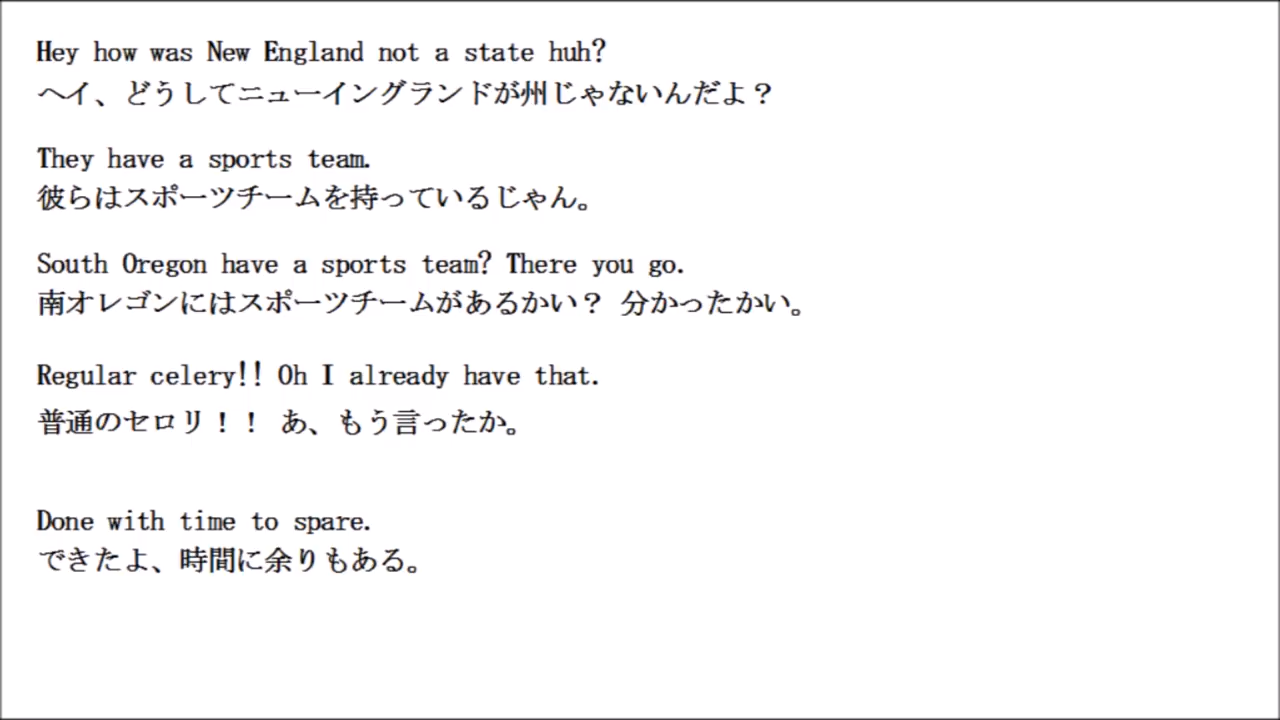 Hey how was New England not a state huh?
ヘイ、どうしてニューイングランドが州じゃないんだよ？
They have a sports team.
彼らはスポーツチームを持っているじゃん。
South Oregon have a sports team? There you go.
南オレゴンにはスポーツチームがあるかい？ 分かったかい。
Regular celery!! Oh I already have that.
普通のセロリ！！ あ、もう言ったか。
Done with time to spare.
できたよ、時間に余りもある。